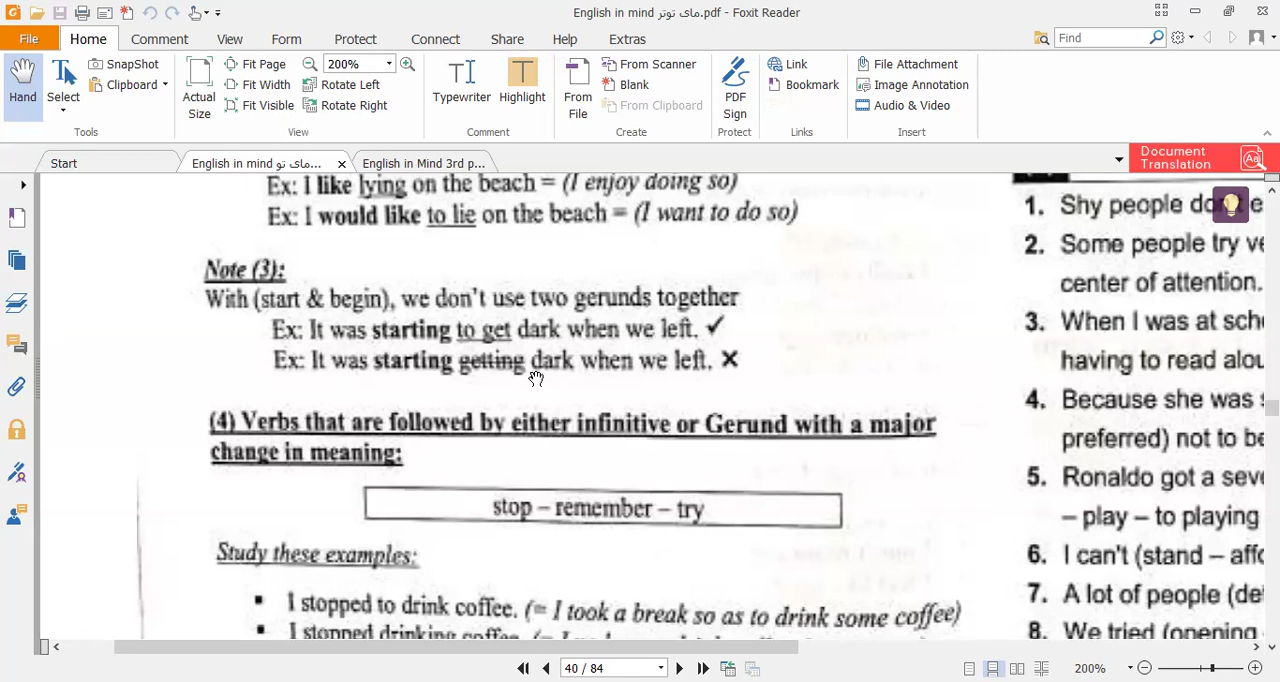 English in mind ماى توتر.pdf - Foxit Reader
File
Home
Comment
View
Form
Protect
Connect
Share
Help
Extras
Find
Hand
Select
SnapShot
Clipboard
Tools
Actual Size
Fit Page
Fit Width
Fit Visible
200%
Rotate Left
Rotate Right
View
Typewriter
Highlight
Comment
From File
From Scanner
Blank
From Clipboard
Create
PDF Sign
Protect
Link
Bookmark
Links
File Attachment
Image Annotation
Audio & Video
Insert
Start
English in mind ماى تو...
English in Mind 3rd p...
Document Translation
Ex: I like lying on the beach = (I enjoy doing so)
Ex: I would like to lie on the beach = (I want to do so)
Note (3):
With (start & begin), we don't use two gerunds together
Ex: It was starting to get dark when we left. ✓
Ex: It was starting getting dark when we left. ✕
(4) Verbs that are followed by either infinitive or Gerund with a major
change in meaning:
stop – remember – try
Study these examples:
▪ I stopped to drink coffee. (= I took a break so as to drink some coffee)
▪ I stopped drinking coffee. (=
1. Shy people don't e
2. Some people try ve
center of attention.
3. When I was at sch
having to read alou
4. Because she was s
preferred) not to be
5. Ronaldo got a seve
– play – to playing
6. I can't (stand – affo
7. A lot of people (de
8. We tried (opening
40 / 84
200%